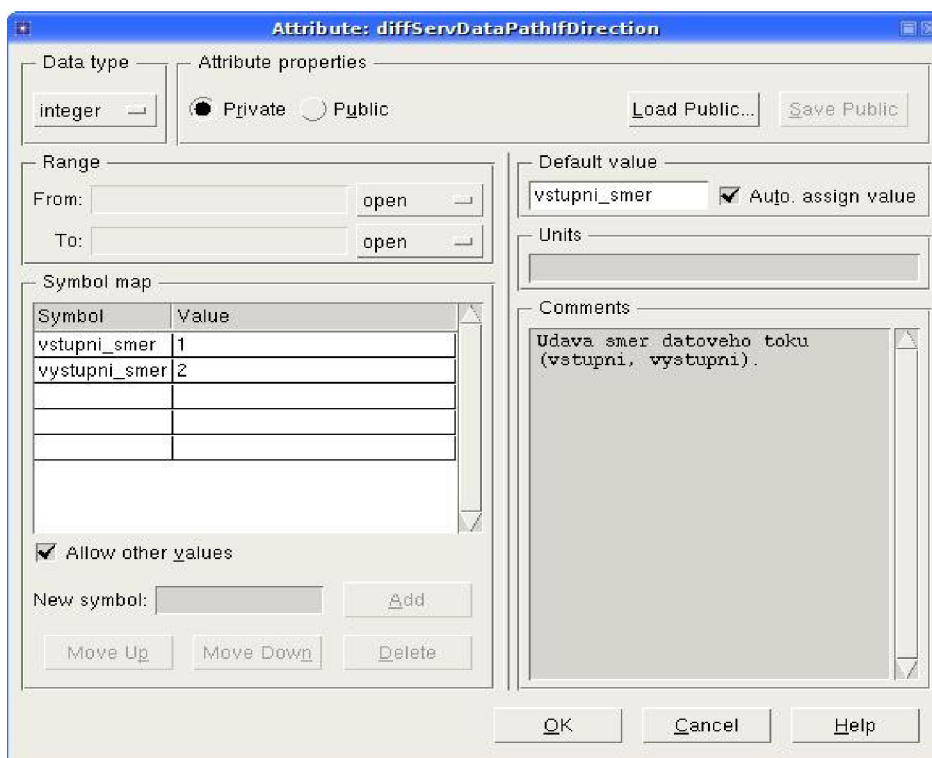 Attribute: diffServDataPathIfDirection
Data type
Attribute properties
integer
Private
Public
Load Public...
Save Public
Range
Default value
From:
open
vstupni_smer
Auto. assign value
To:
open
Units
Symbol map
Comments
Symbol Value
vstupni_smer 1
vystupni_smer 2
Udava smer datoveho toku
(vstupni, vystupni).
Allow other values
New symbol:
Add
Move Up
Move Down
Delete
OK
Cancel
Help